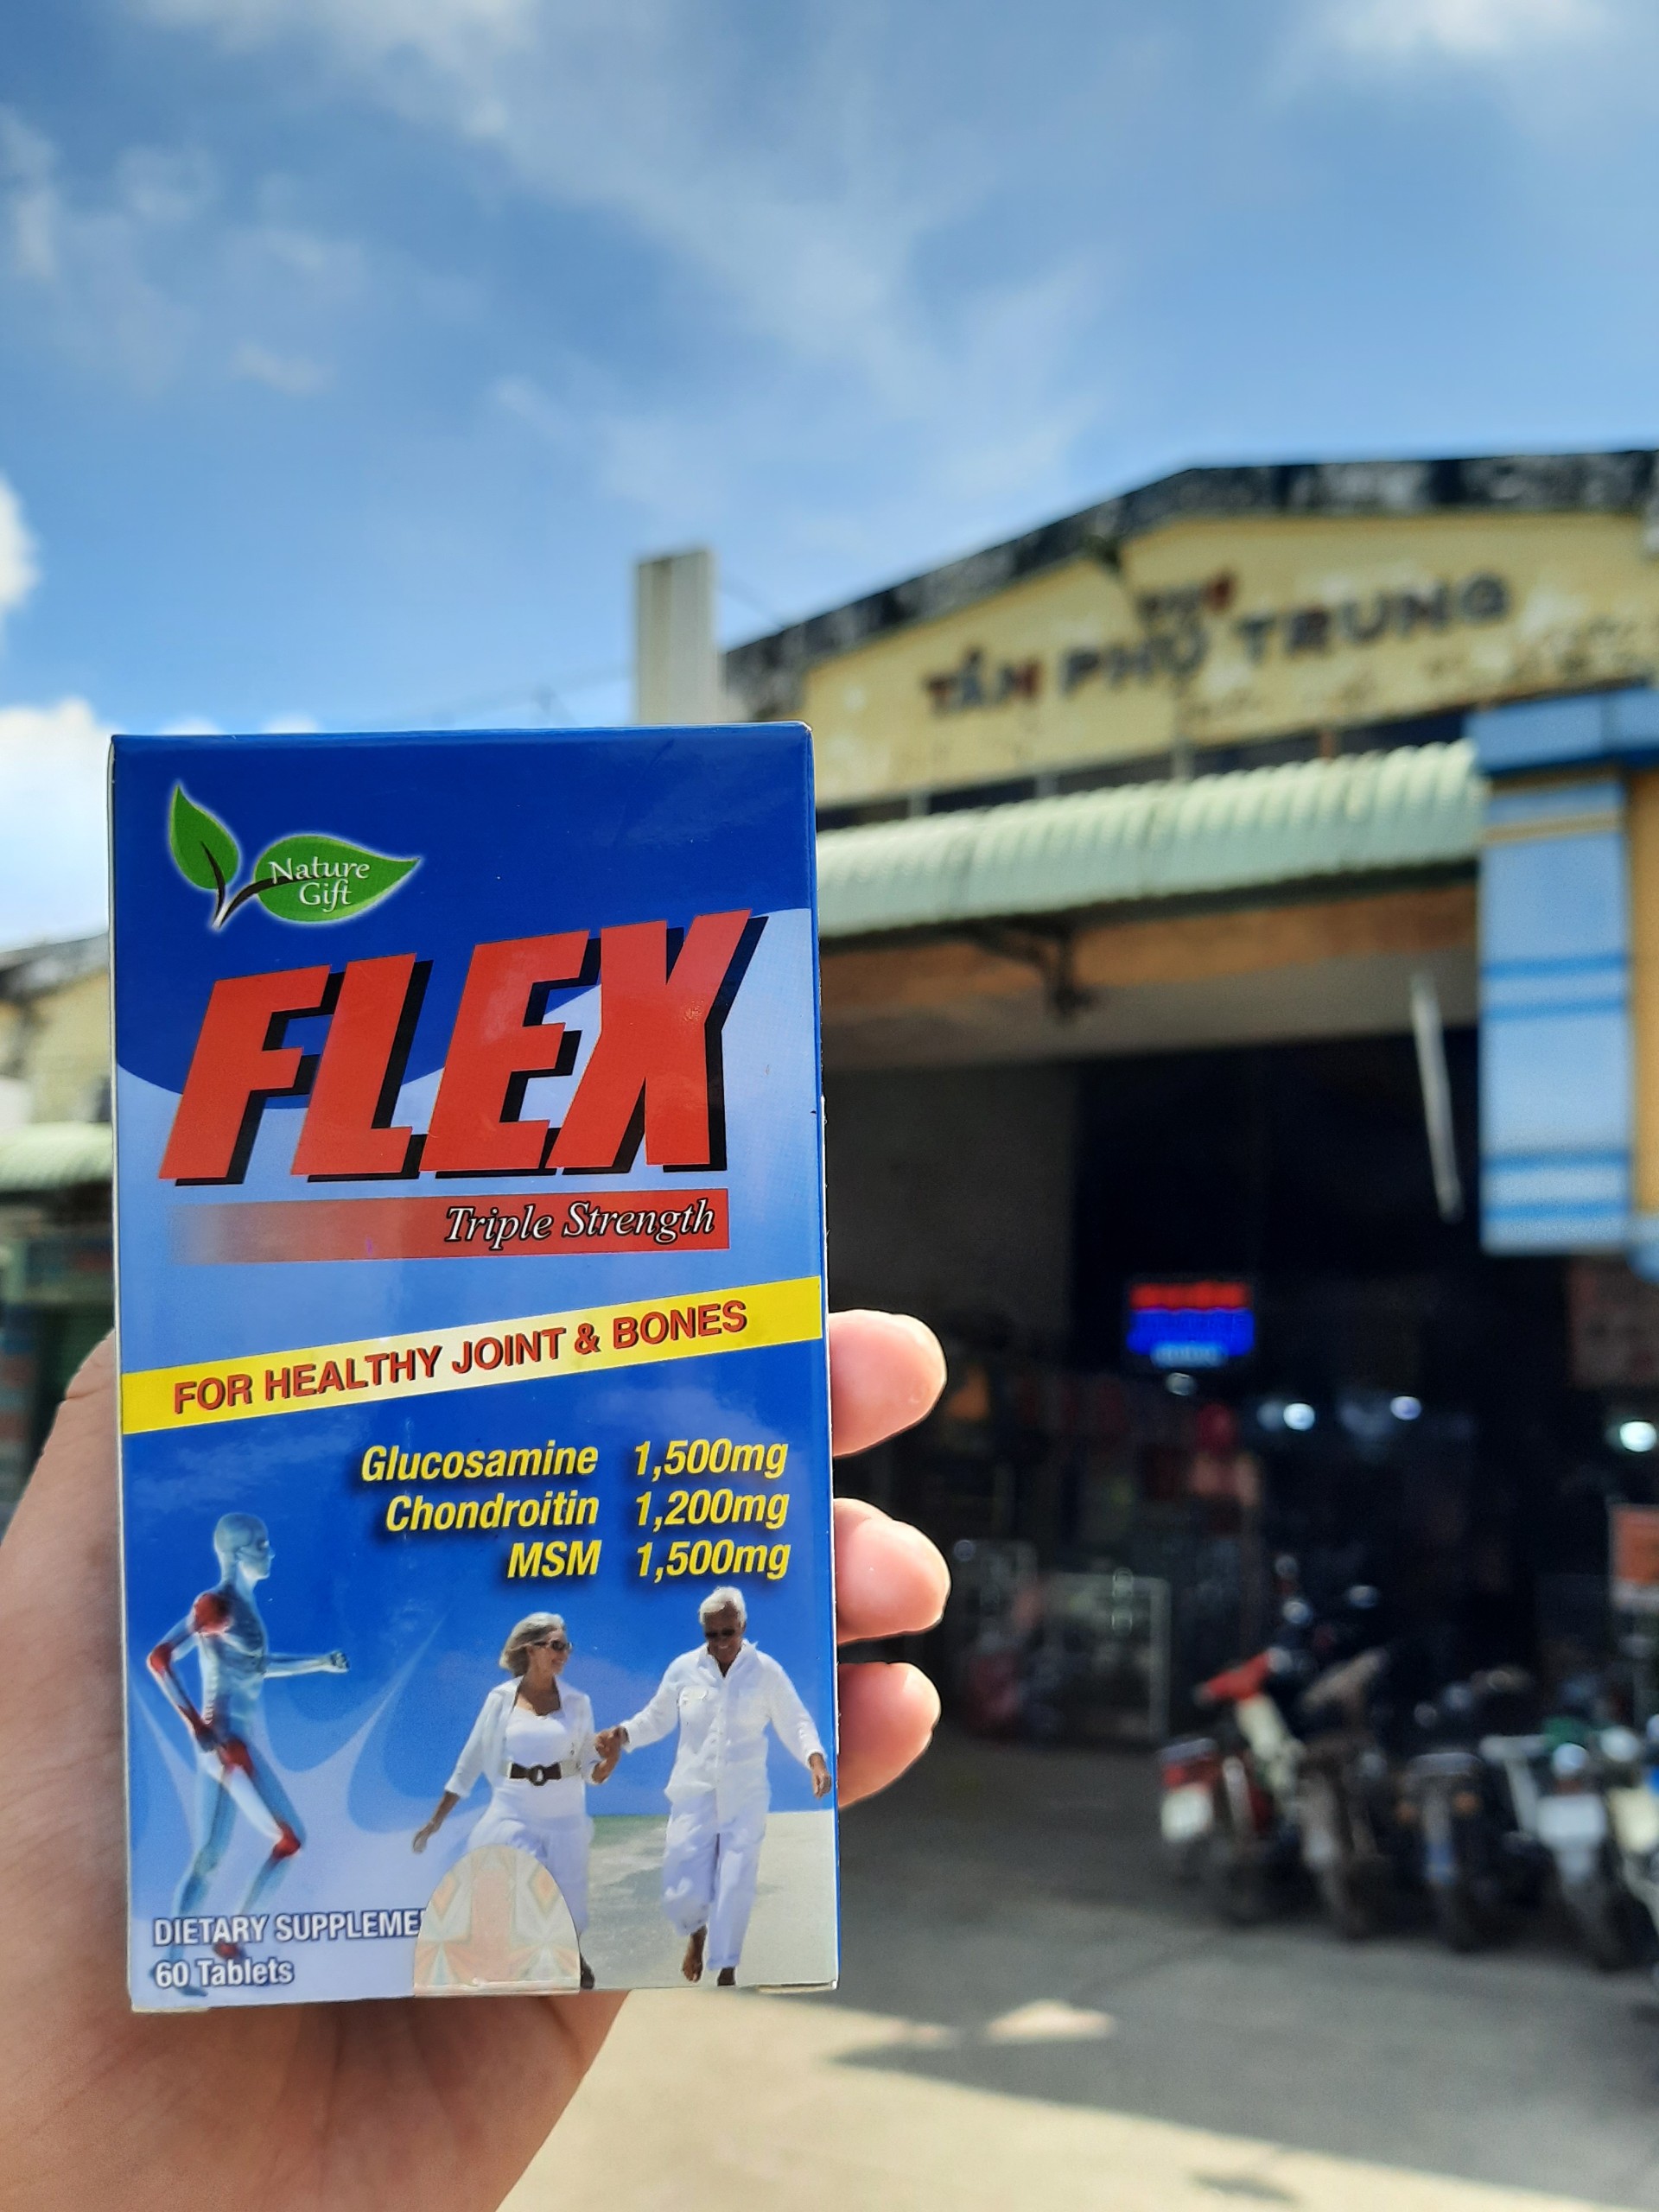 TÂN PHÚ TRUNG
Nature
Gift
FLEX
Triple Strength
FOR HEALTHY JOINT & BONES
Glucosamine 1,500mg
Chondroitin 1,200mg
MSM 1,500mg
DIETARY SUPPLEME
60 Tablets